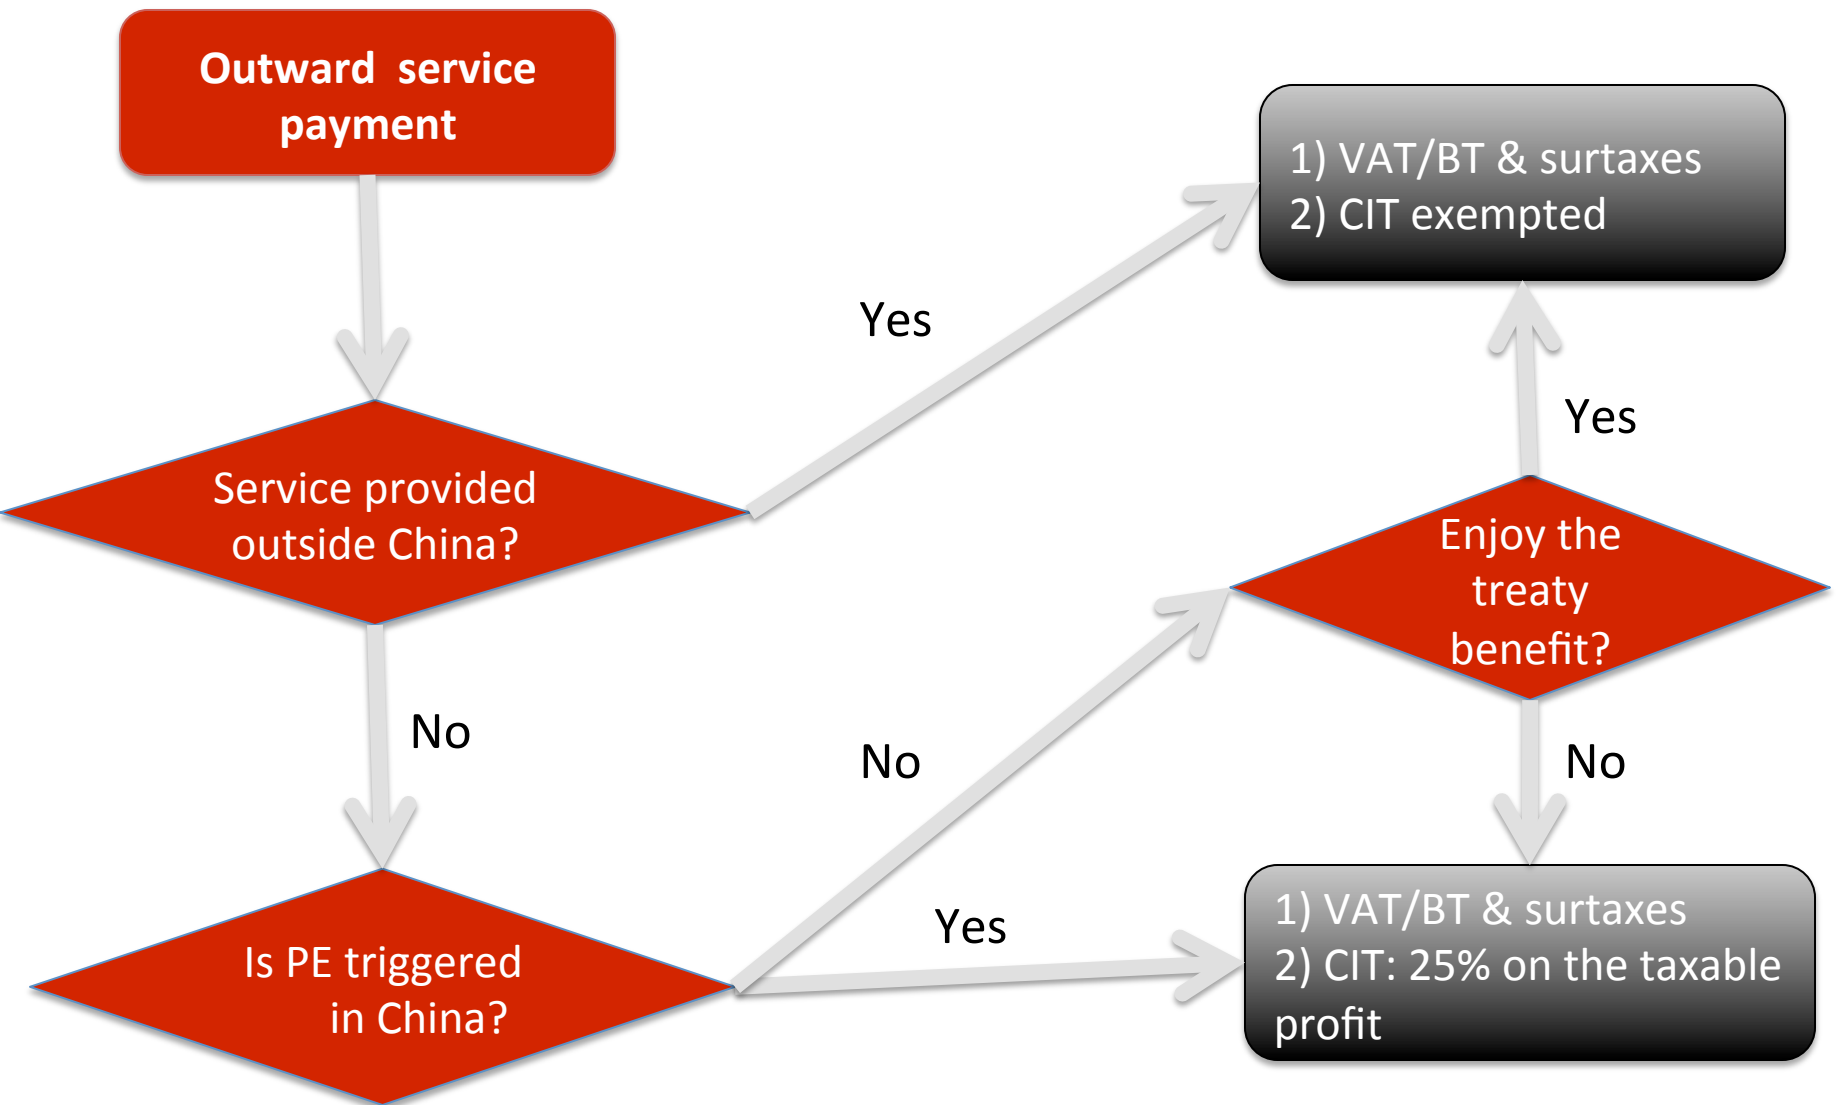 Outward service
payment
1) VAT/BT & surtaxes
2) CIT exempted
Yes
Service provided
outside China?
Yes
Enjoy the
treaty
benefit?
No
No
No
Is PE triggered
in China?
Yes
1) VAT/BT & surtaxes
2) CIT: 25% on the taxable
profit